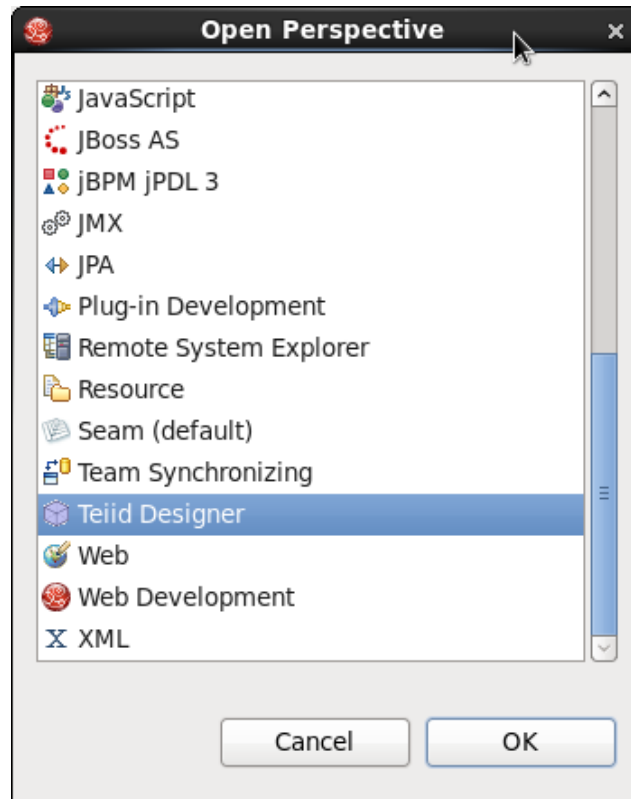 Open Perspective
JavaScript
JBoss AS
jBPM jPDL 3
JMX
JPA
Plug-in Development
Remote System Explorer
Resource
Seam (default)
Team Synchronizing
Teiid Designer
Web
Web Development
XML
Cancel OK